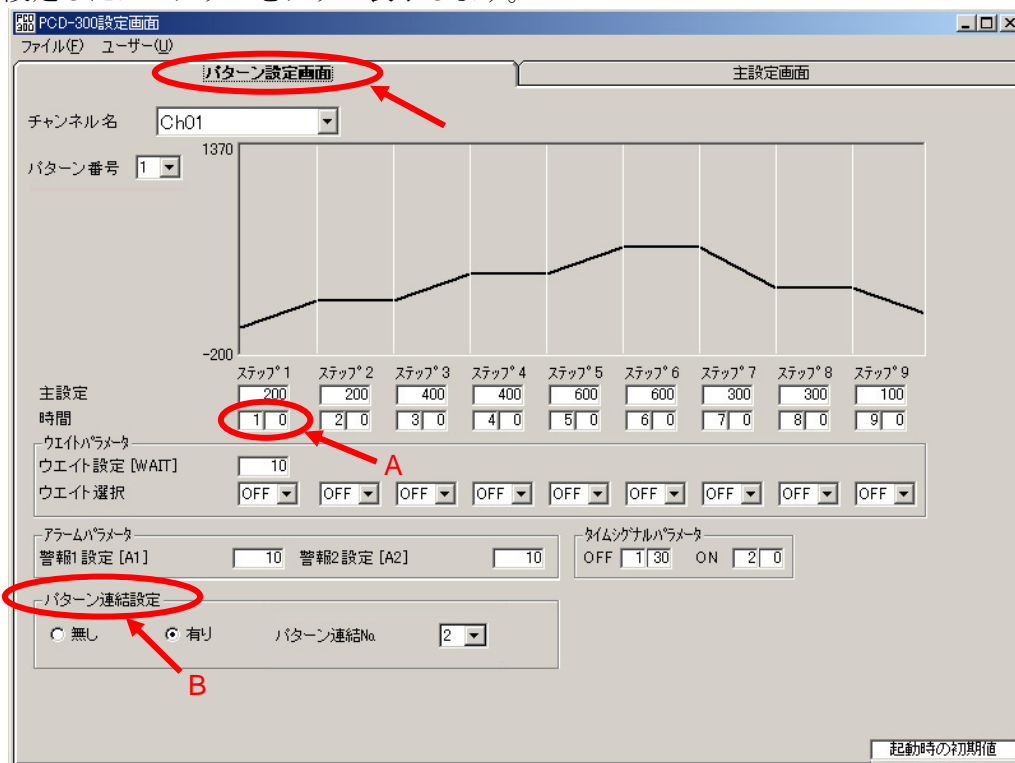 PCD-300設定画面
ファイル(F) ユーザー(U)
パターン設定画面 主設定画面
チャンネル名 Ch01
パターン番号 1
1370
-200
ステップ1 ステップ2 ステップ3 ステップ4 ステップ5 ステップ6 ステップ7 ステップ8 ステップ9
主設定 200 200 400 400 600 600 300 300 100
時間 1 0 2 0 3 0 4 0 5 0 6 0 7 0 8 0 9 0
A
ウエイトパラメータ
ウエイト設定 [WAIT] 10
ウエイト選択 OFF OFF OFF OFF OFF OFF OFF OFF OFF
アラームパラメータ タイムシグナルパラメータ
警報1設定 [A1] 10 警報2設定 [A2] 10 OFF 1 30 ON 2 0
パターン連結設定
無し 有り パターン連結No. 2
B
起動時の初期値